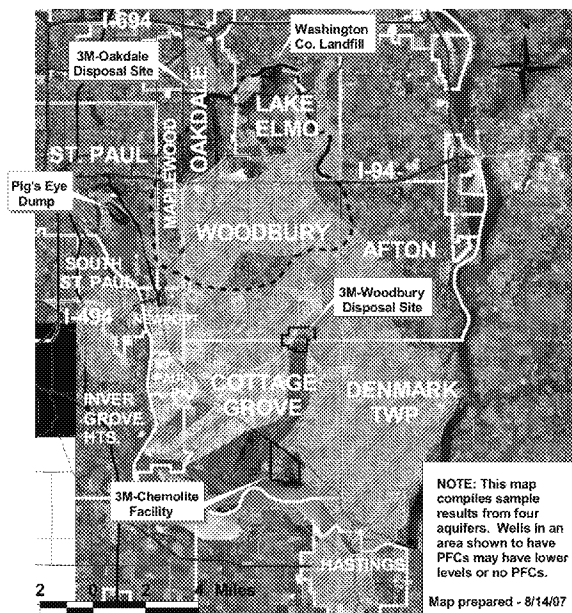 I-694
Washington
Co. Landfill
3M-Oakdale
Disposal Site
LAKE
ELMO
OAKDALE
MAPLEWOOD
ST. PAUL
I-94
Pig's Eye
Dump
WOODBURY
AFTON
SOUTH
ST. PAUL
3M-Woodbury
Disposal Site
I-494
COTTAGE
GROVE
DENMARK
TWP
INVER
GROVE
HTS.
3M-Chemolite
Facility
NOTE: This map
compiles sample
results from four
aquifers. Wells in an
area shown to have
PFCs may have lower
levels or no PFCs.
HASTINGS
2 0 2 4 Miles
Map prepared - 8/14/07